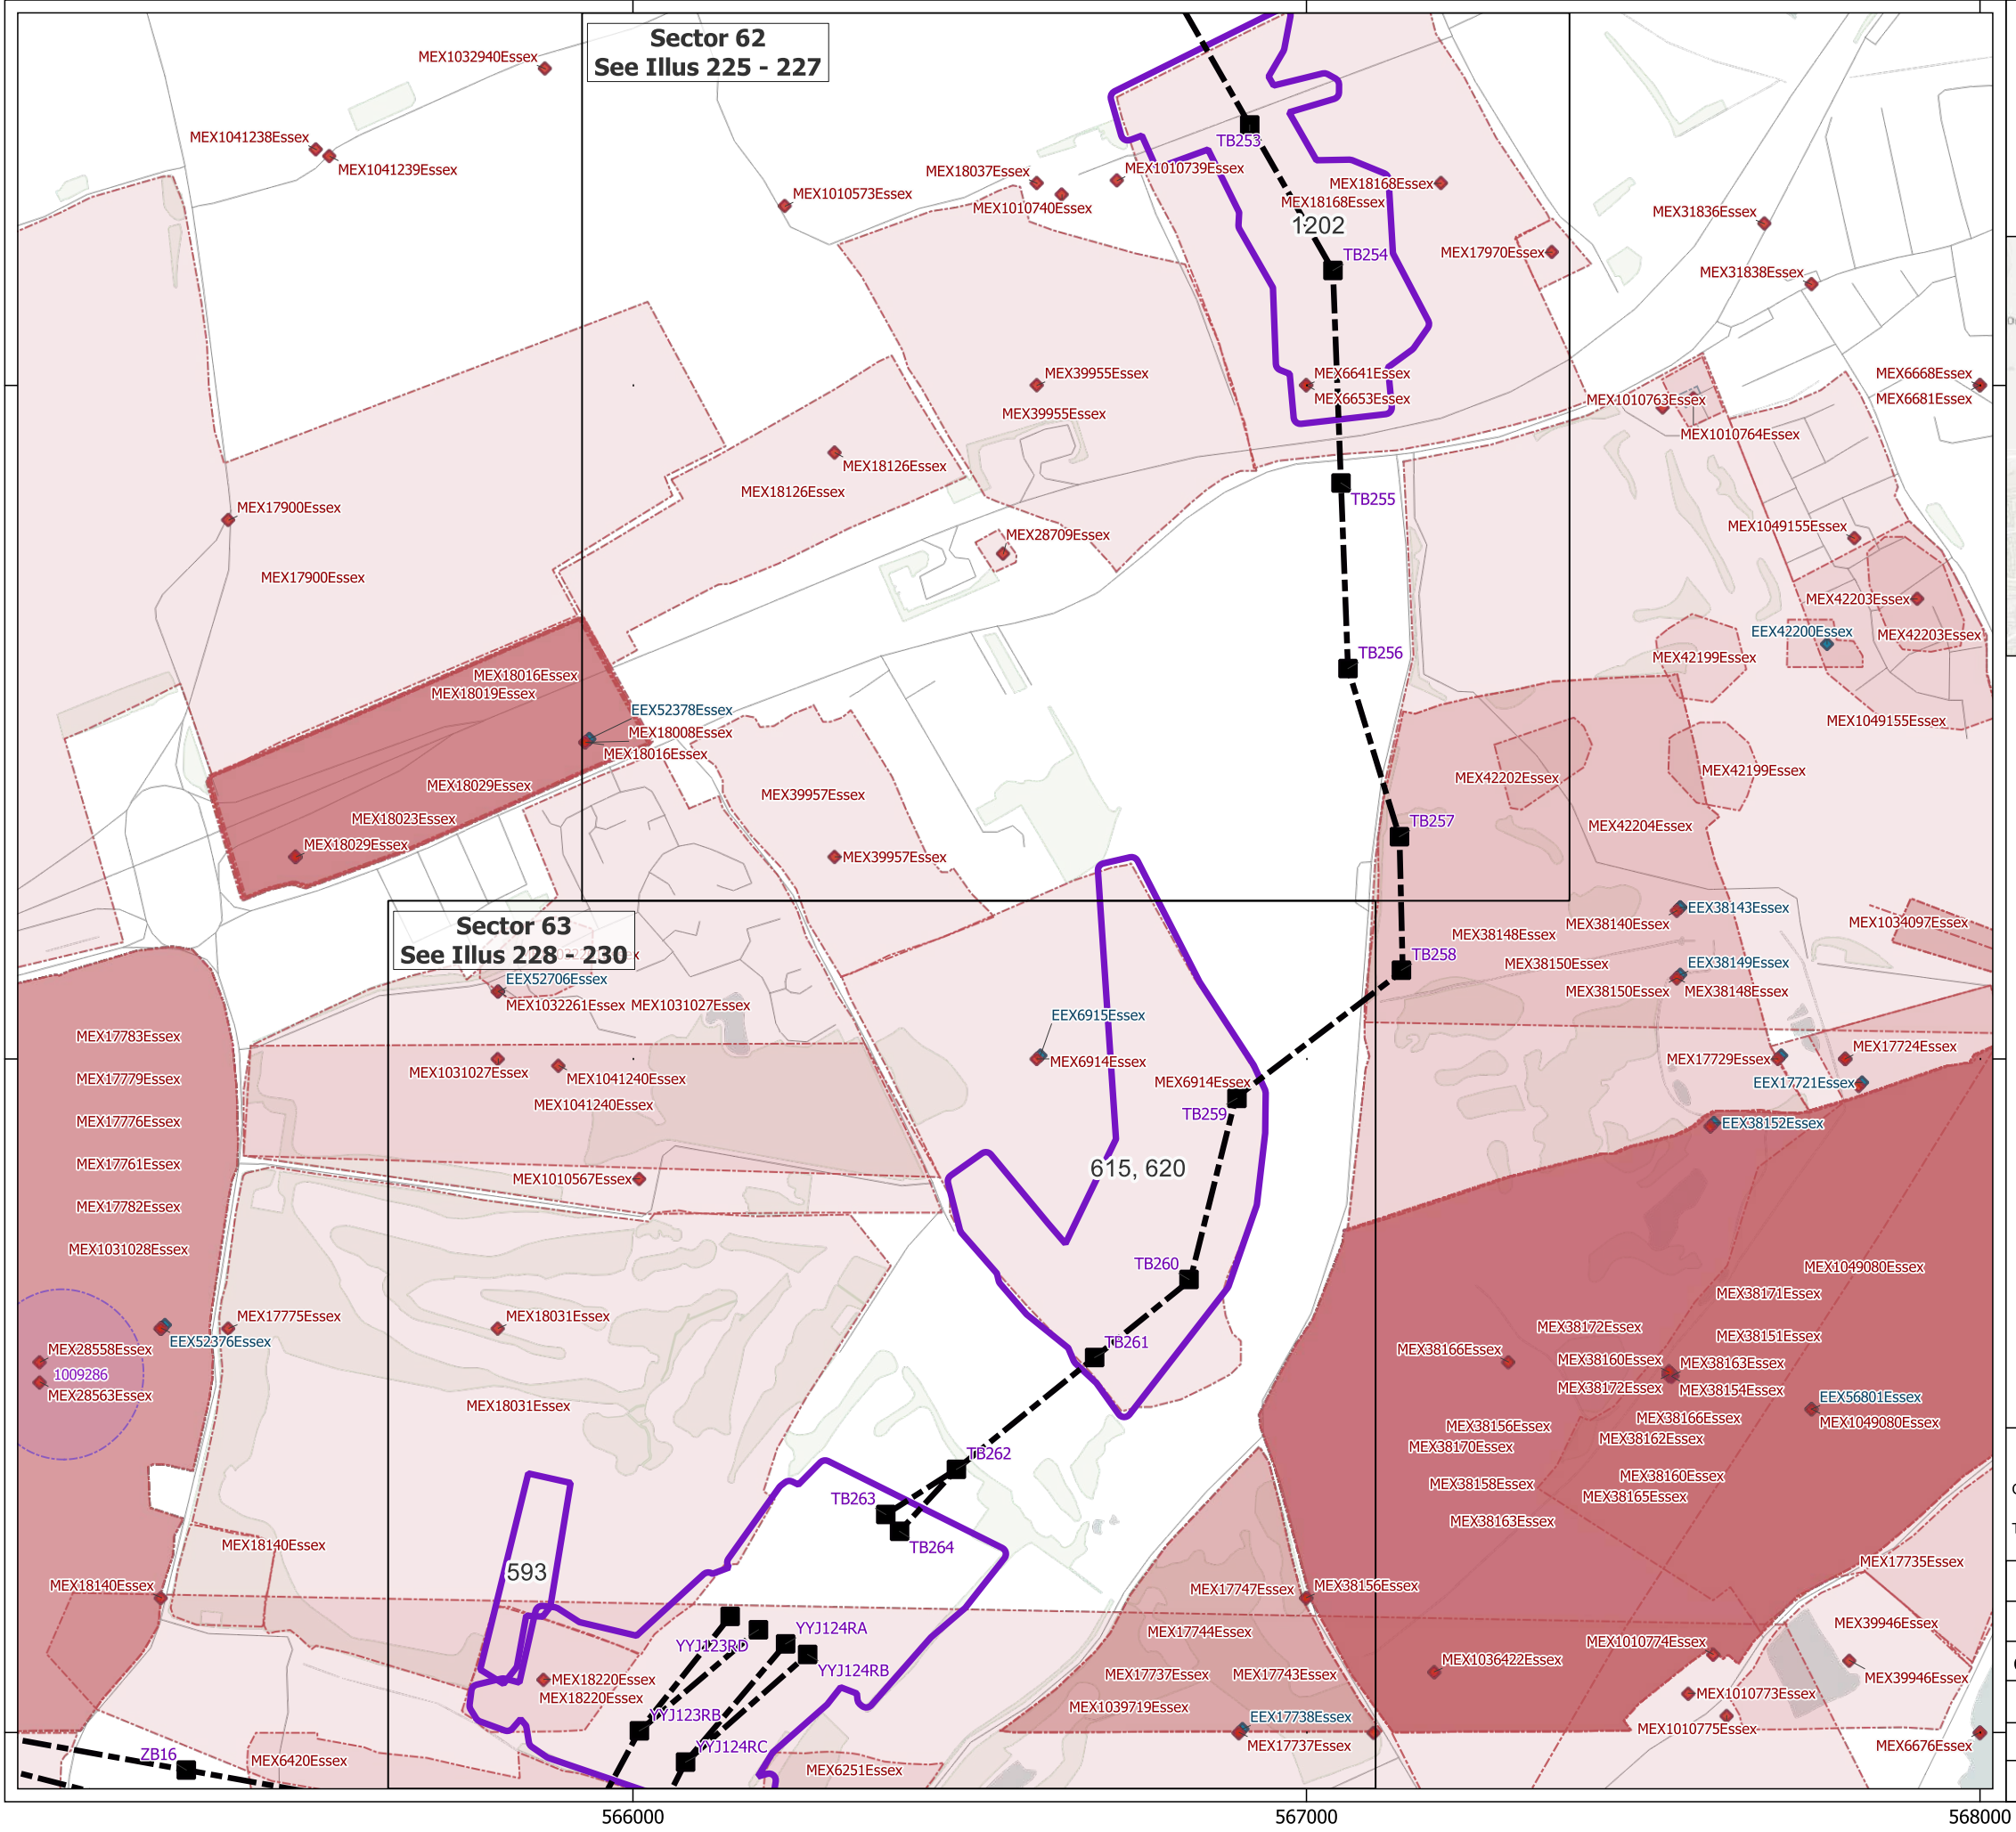 Sector 62
See Illus 225 - 227
MEX1032940Essex
MEX1041238Essex
MEX1041239Essex
TB253
MEX18037Essex
MEX1010739Essex
MEX1010573Essex
MEX1010740Essex
MEX18168Essex
MEX18168Essex
1202
MEX31836Essex
TB254
MEX17970Essex
MEX31838Essex
MEX39955Essex
MEX39955Essex
MEX6641Essex
MEX6653Essex
MEX6668Essex
MEX6681Essex
MEX1010763Essex
MEX1010764Essex
MEX18126Essex
MEX18126Essex
TB255
MEX17900Essex
MEX17900Essex
MEX28709Essex
MEX1049155Essex
MEX42203Essex
EEX42200Essex
MEX42203Essex
MEX42199Essex
TB256
MEX18016Essex
MEX18019Essex
EEX52378Essex
MEX18008Essex
MEX18016Essex
MEX1049155Essex
MEX42202Essex
MEX42199Essex
MEX18029Essex
MEX39957Essex
MEX18023Essex
TB257
MEX42204Essex
MEX18029Essex
MEX39957Essex
Sector 63
See Illus 228 - 230
EEX38143Essex
MEX38140Essex
MEX1034097Essex
MEX38148Essex
TB258
MEX38150Essex
EEX38149Essex
MEX38150Essex
MEX38148Essex
EEX52706Essex
MEX1032261Essex
MEX1031027Essex
EEX6915Essex
MEX6914Essex
MEX17783Essex
MEX17779Essex
MEX17776Essex
MEX17761Essex
MEX17782Essex
MEX1031028Essex
MEX1031027Essex
MEX1041240Essex
MEX1041240Essex
MEX6914Essex
TB259
MEX17729Essex
MEX17724Essex
EEX17721Essex
EEX38152Essex
615, 620
MEX1010567Essex
TB260
MEX17775Essex
EEX52376Essex
MEX28558Essex
1009286
MEX28563Essex
MEX18031Essex
MEX18031Essex
TB261
MEX1049080Essex
MEX38171Essex
MEX38172Essex
MEX38151Essex
MEX38166Essex
MEX38160Essex
MEX38163Essex
MEX38172Essex
MEX38154Essex
EEX56801Essex
MEX1049080Essex
MEX38156Essex
MEX38166Essex
MEX38170Essex
MEX38162Essex
MEX38158Essex
MEX38160Essex
MEX38165Essex
MEX38163Essex
TB262
TB263
TB264
MEX18140Essex
MEX18140Essex
593
MEX17735Essex
MEX17747Essex
MEX38156Essex
MEX39946Essex
MEX17744Essex
MEX1010774Essex
YYJ123RD
YYJ124RA
YYJ124RB
MEX1036422Essex
MEX39946Essex
MEX17737Essex
MEX17743Essex
MEX18220Essex
MEX18220Essex
MEX1010773Essex
MEX1039719Essex
EEX17738Essex
MEX17737Essex
MEX1010775Essex
MEX6676Essex
YYJ123RB
YYJ124RC
ZB16
MEX6420Essex
MEX6251Essex
566000
567000
568000